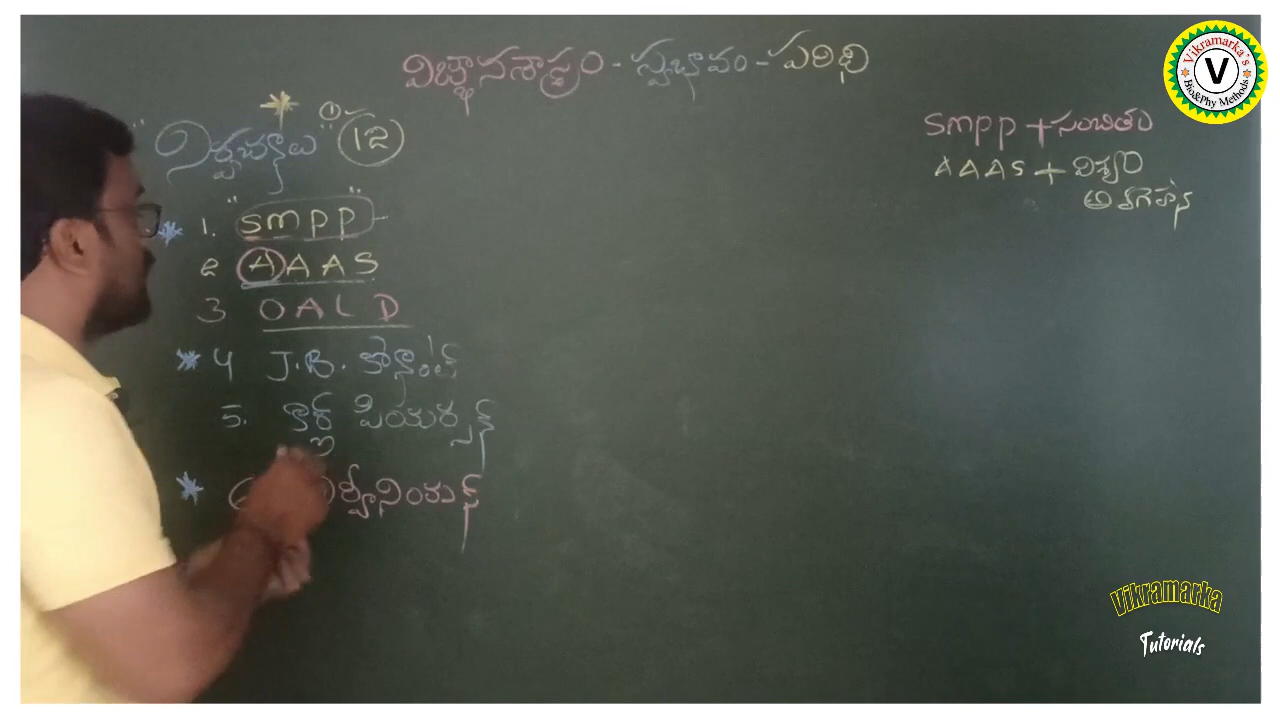 విజ్ఞానశాస్త్రం - స్వభావం - పరిధి
"నిర్వచనాలు" ① 12
1. "SMPP" -
2 AAAS
3 OALD
4 J.B. కోనాంట్
5. కార్ల్ పియర్సన్
SMPP + సంచితం
AAAS + విశ్వం
అవగాహన
Vikramarka's
V
Bio&Phy Methods
Vikramarka
Tutorials